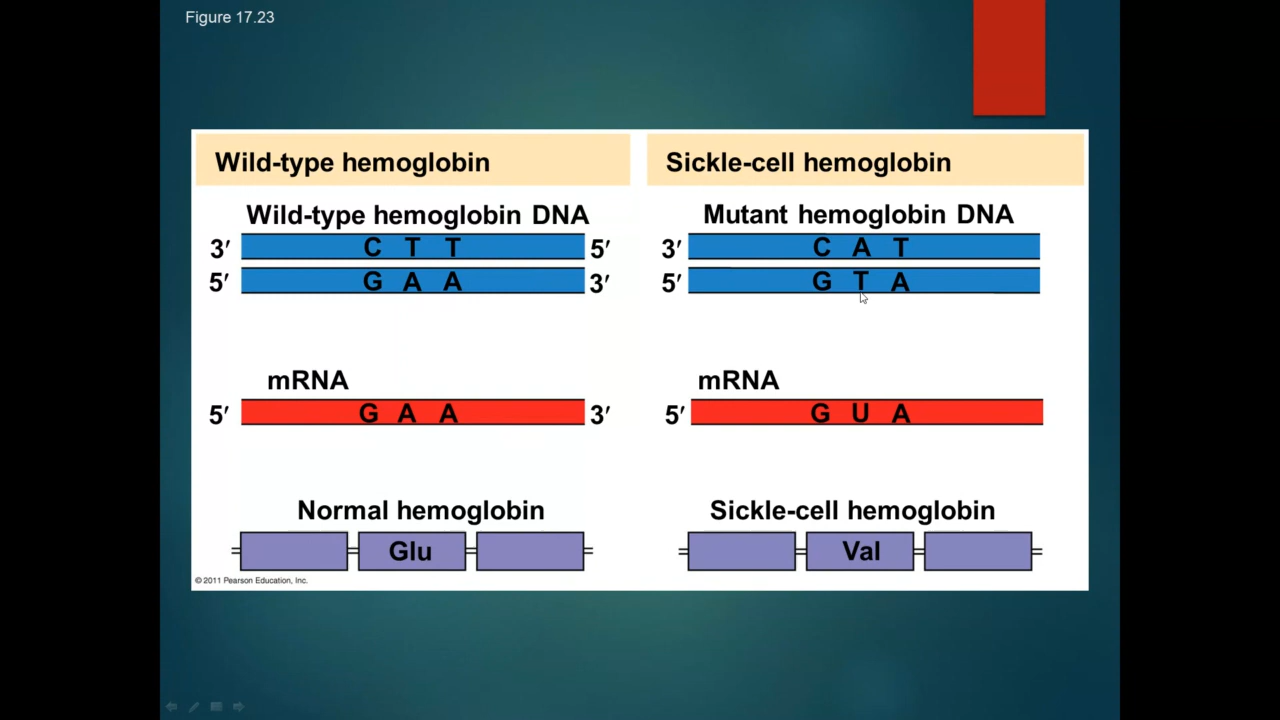 Figure 17.23
Wild-type hemoglobin
Wild-type hemoglobin DNA
3′ C T T 5′
5′ G A A 3′
mRNA
5′ G A A 3′
Normal hemoglobin
Glu
Sickle-cell hemoglobin
Mutant hemoglobin DNA
3′ C A T
5′ G T A
mRNA
5′ G U A
Sickle-cell hemoglobin
Val
© 2011 Pearson Education, Inc.